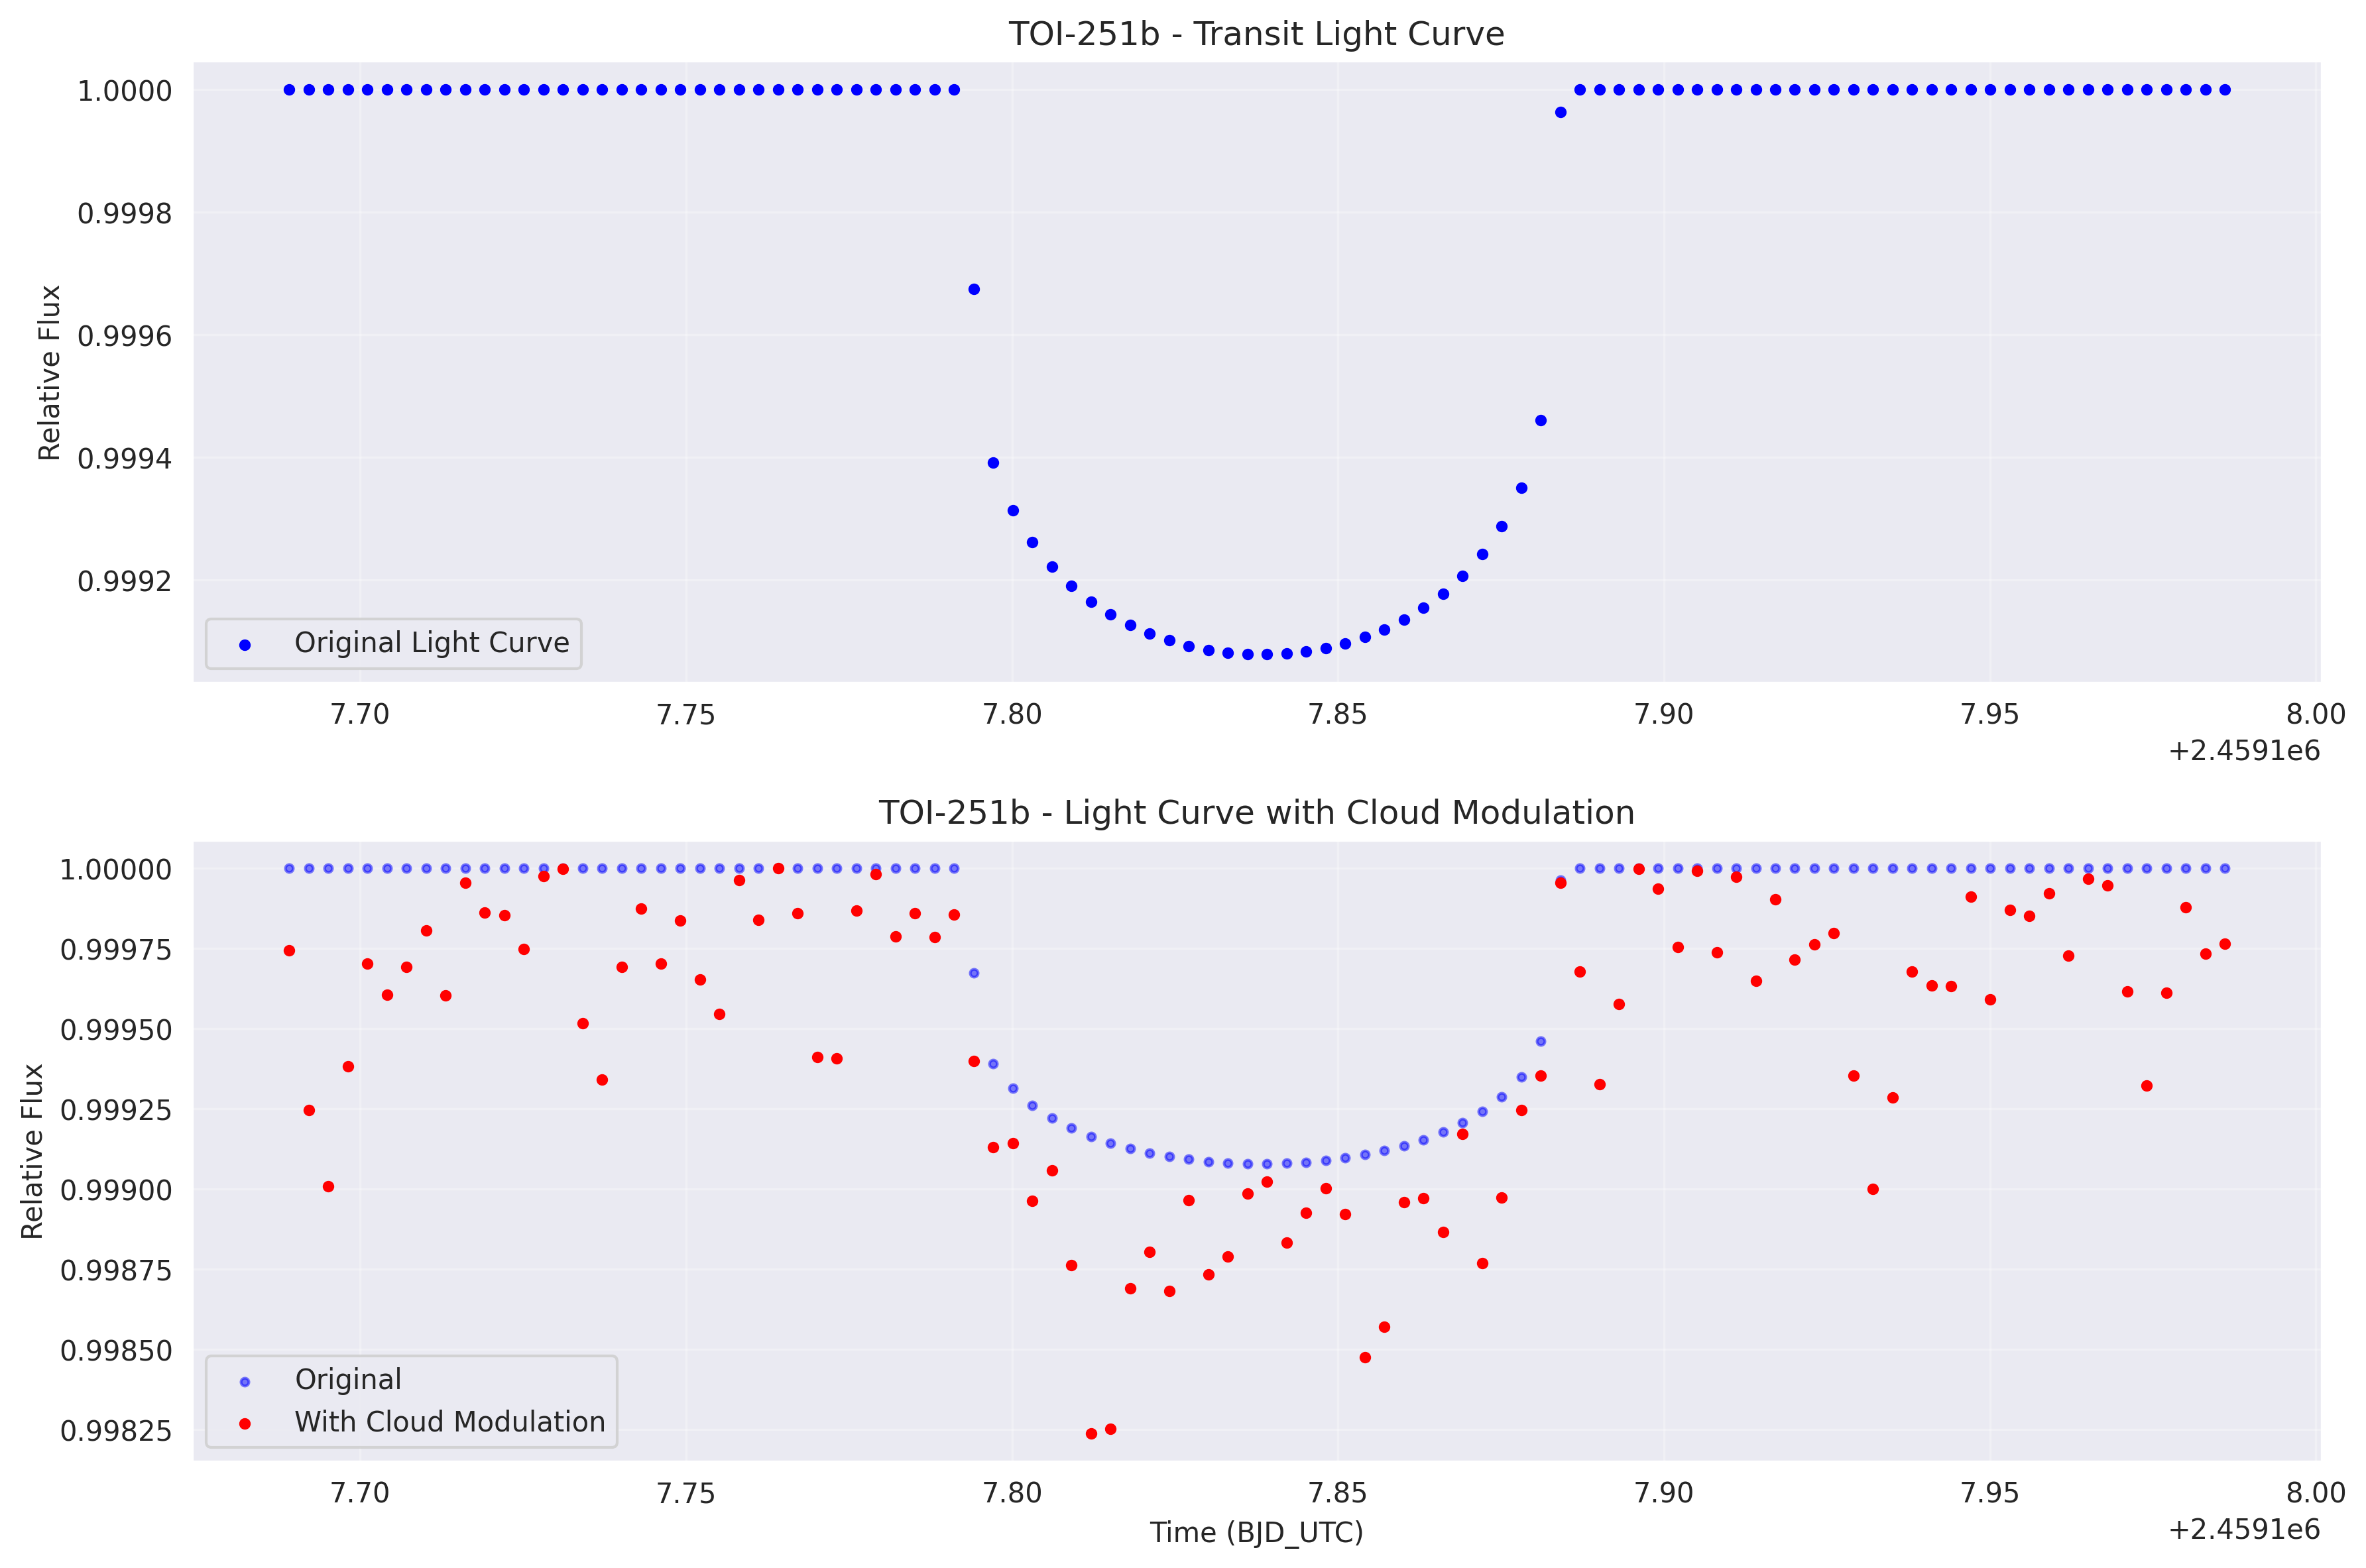 TOI-251b - Transit Light Curve
Relative Flux
1.0000
0.9998
0.9996
0.9994
0.9992
Original Light Curve
7.70 7.75 7.80 7.85 7.90 7.95 8.00
+2.4591e6
TOI-251b - Light Curve with Cloud Modulation
Relative Flux
1.00000
0.99975
0.99950
0.99925
0.99900
0.99875
0.99850
0.99825
Original
With Cloud Modulation
7.70 7.75 7.80 7.85 7.90 7.95 8.00
Time (BJD_UTC)
+2.4591e6